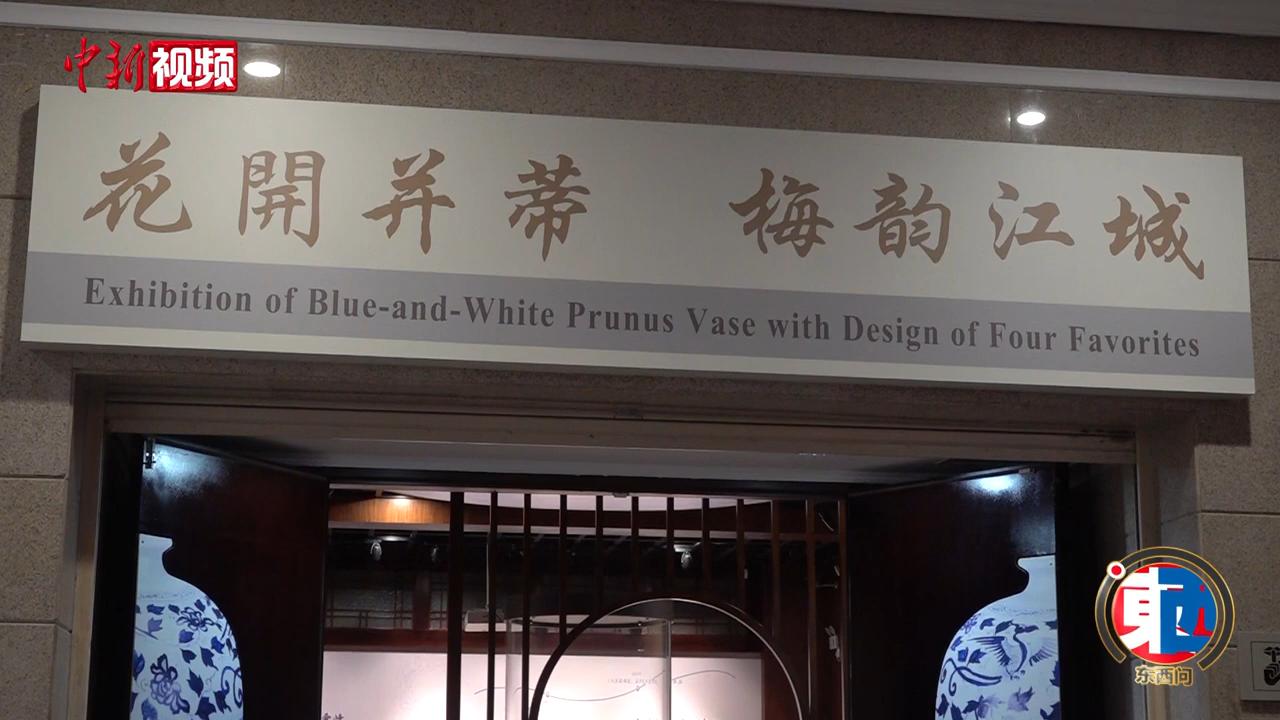 中新视频
花開并蒂 梅韵江城
Exhibition of Blue-and-White Prunus Vase with Design of Four Favorites
東西
东西问